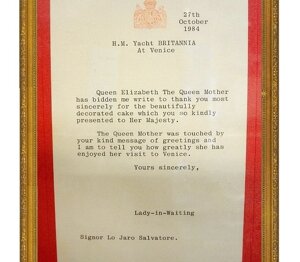 27th
October
1984
H.M. Yacht BRITANNIA
At Venice
Queen Elizabeth The Queen Mother
has bidden me write to thank you most
sincerely for the beautifully
decorated cake which you so kindly
presented to Her Majesty.
The Queen Mother was touched by
your kind message of greetings and
I am to tell you how greatly she has
enjoyed her visit to Venice.
Yours sincerely,
Lady-in-Waiting
Signor Lo Jaro Salvatore.